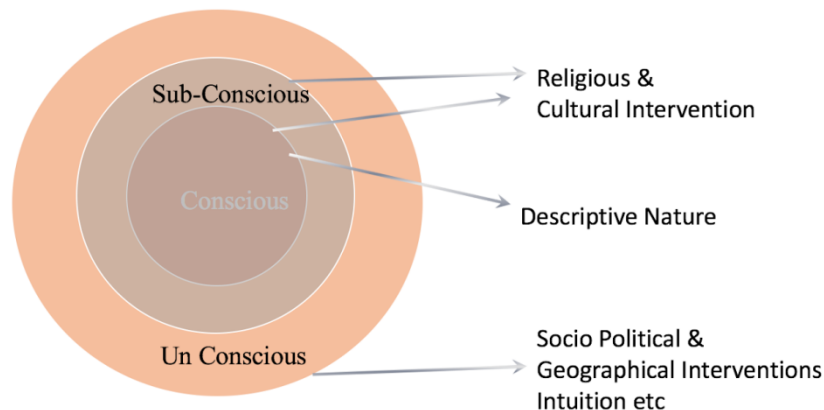 Sub-Conscious
Conscious
Un Conscious
Religious &
Cultural Intervention
Descriptive Nature
Socio Political &
Geographical Interventions
Intuition etc